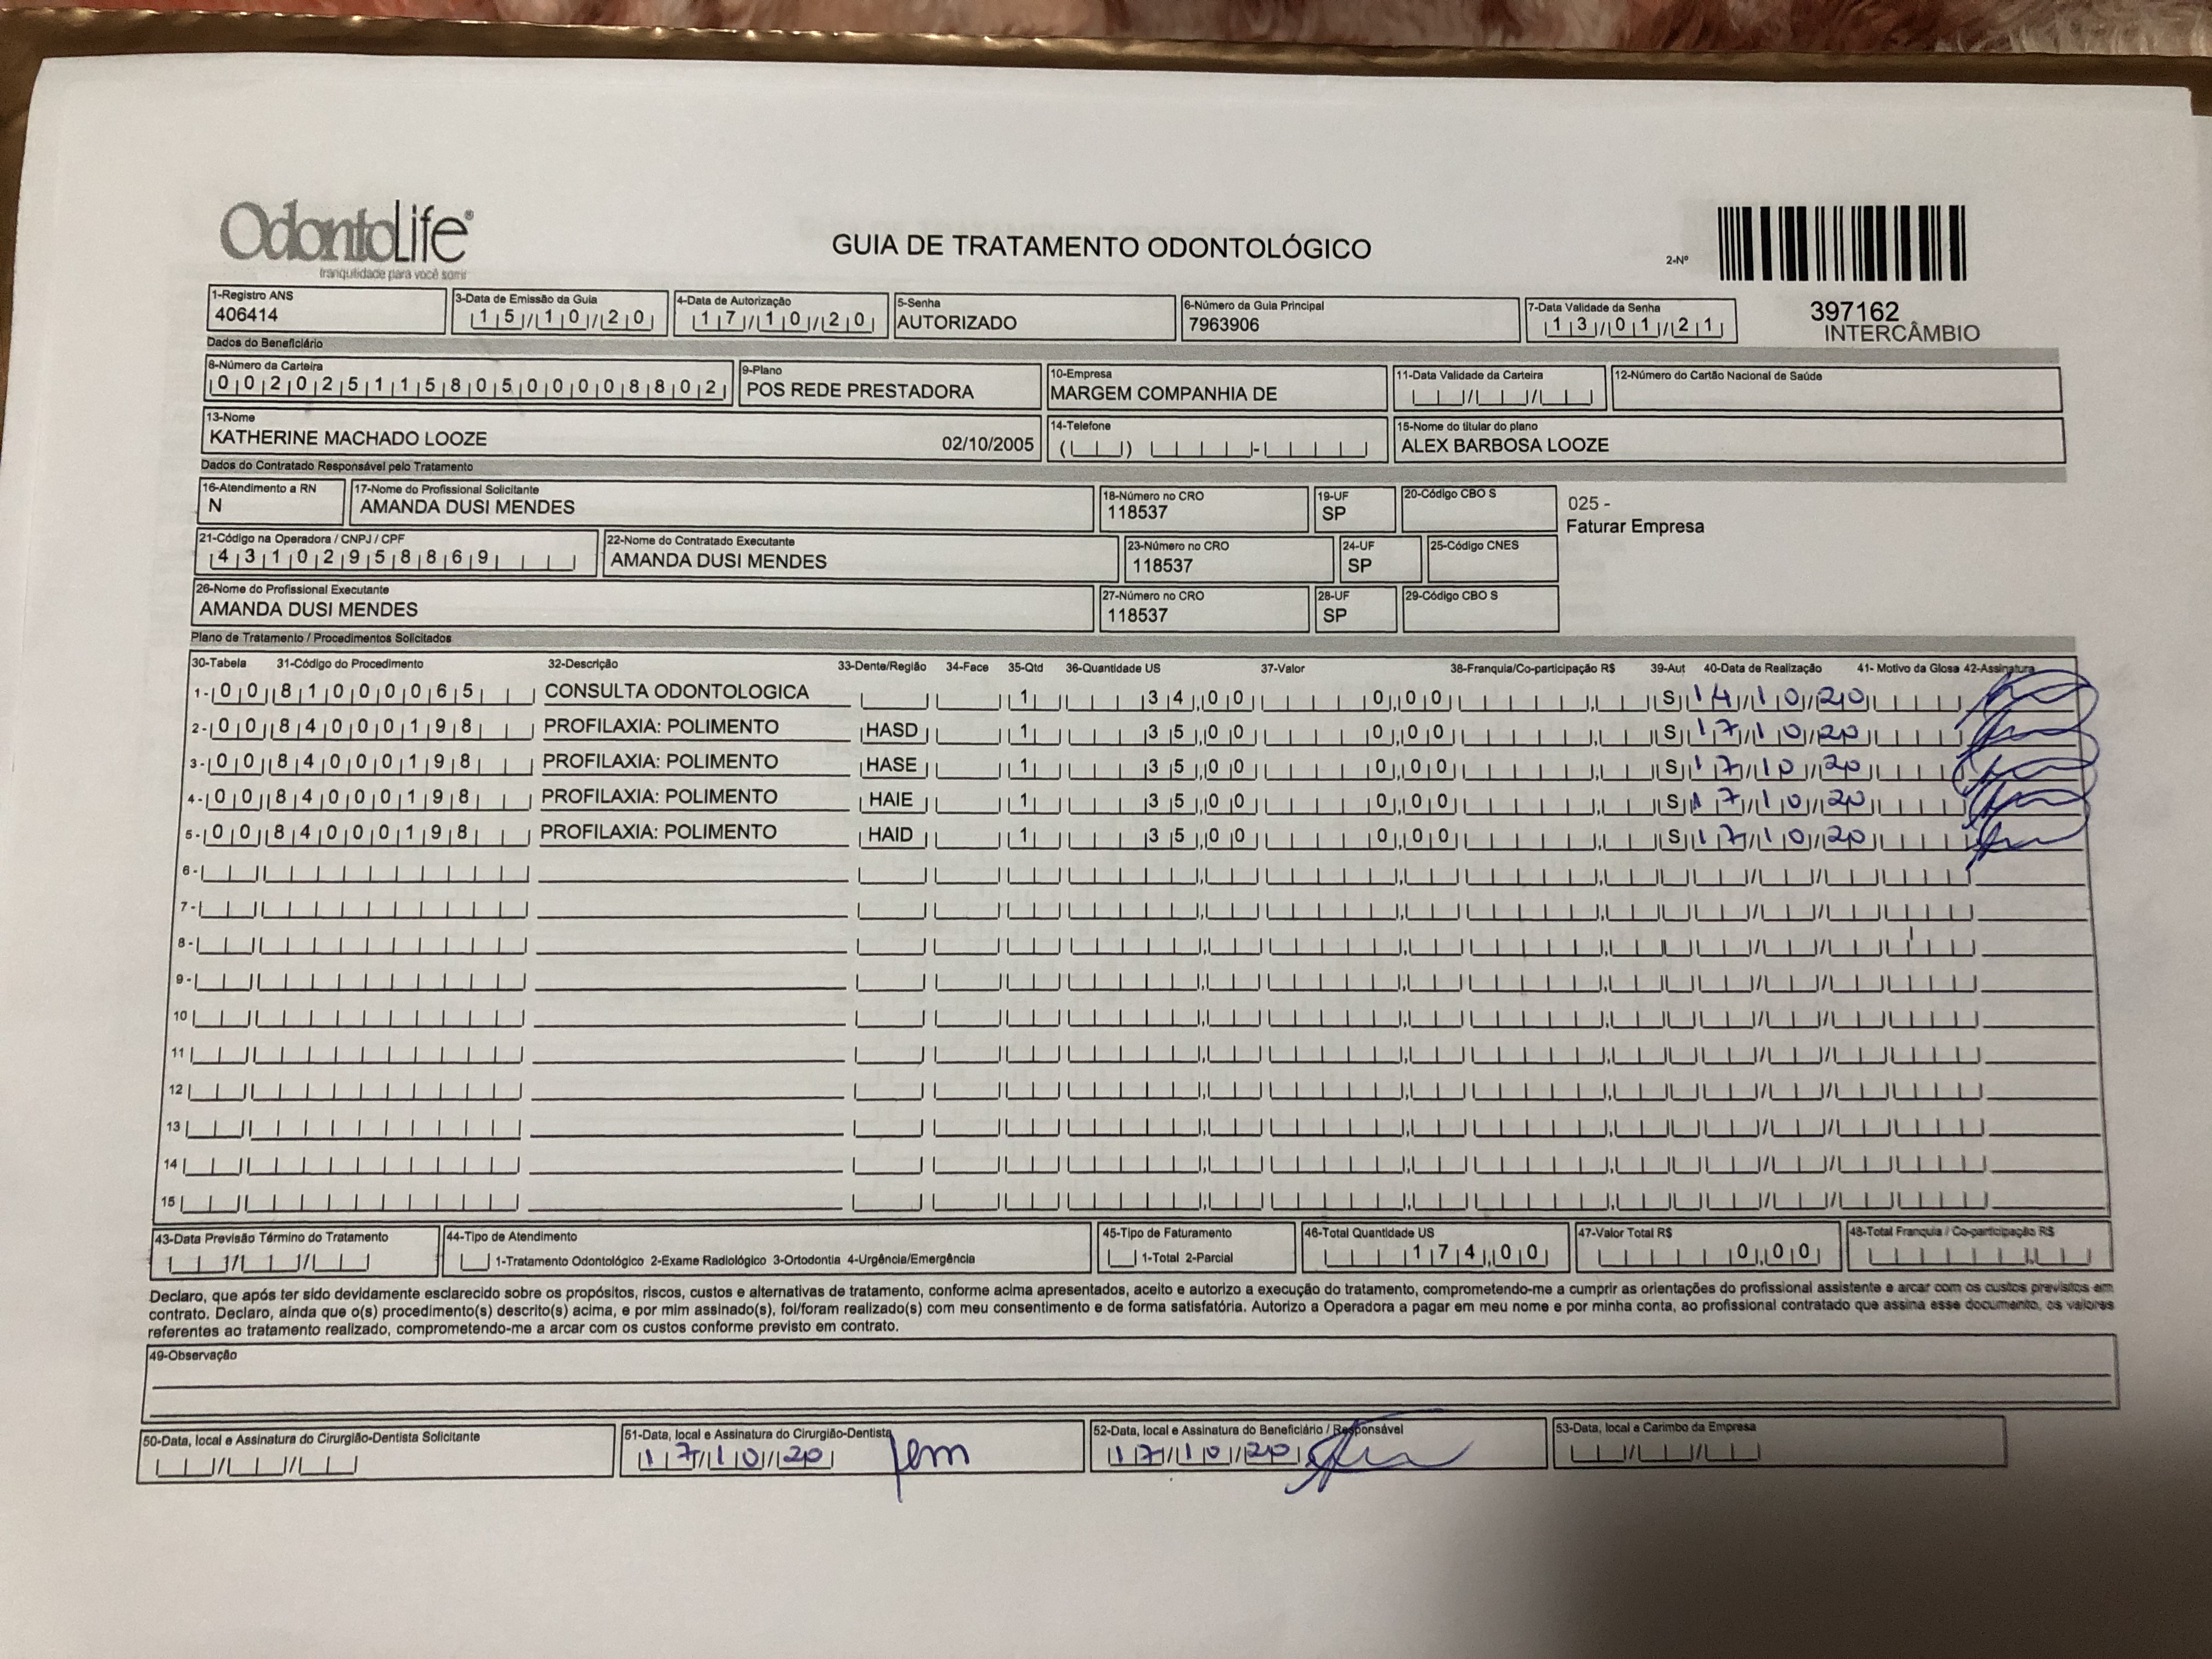 OdontoLife®
tranquilidade para você sorrir
GUIA DE TRATAMENTO ODONTOLÓGICO
2-Nº
397162
INTERCÂMBIO
1-Registro ANS
406414
3-Data de Emissão da Guia
15/10/20
4-Data de Autorização
17/10/20
5-Senha
AUTORIZADO
6-Número da Guia Principal
7963906
7-Data Validade da Senha
13/01/21
Dados do Beneficiário
8-Número da Carteira
00202511580500008802
9-Plano
POS REDE PRESTADORA
10-Empresa
MARGEM COMPANHIA DE
11-Data Validade da Carteira
12-Número do Cartão Nacional de Saúde
13-Nome
KATHERINE MACHADO LOOZE 02/10/2005
14-Telefone
15-Nome do titular do plano
ALEX BARBOSA LOOZE
Dados do Contratado Responsável pelo Tratamento
16-Atendimento a RN
N
17-Nome do Profissional Solicitante
AMANDA DUSI MENDES
18-Número no CRO
118537
19-UF
SP
20-Código CBO S
025 -
Faturar Empresa
21-Código na Operadora / CNPJ / CPF
43102958869
22-Nome do Contratado Executante
AMANDA DUSI MENDES
23-Número no CRO
118537
24-UF
SP
25-Código CNES
26-Nome do Profissional Executante
AMANDA DUSI MENDES
27-Número no CRO
118537
28-UF
SP
29-Código CBO S
Plano de Tratamento / Procedimentos Solicitados
30-Tabela 31-Código do Procedimento 32-Descrição 33-Dente/Região 34-Face 35-Qtd 36-Quantidade US 37-Valor 38-Franquia/Co-participação R$ 39-Aut 40-Data de Realização 41- Motivo da Glosa 42-Assinatura
1- 00 81000065 CONSULTA ODONTOLOGICA 1 34,00 0,00 S 14/10/20
2- 00 84000198 PROFILAXIA: POLIMENTO HASD 1 35,00 0,00 S 17/10/20
3- 00 84000198 PROFILAXIA: POLIMENTO HASE 1 35,00 0,00 S 17/10/20
4- 00 84000198 PROFILAXIA: POLIMENTO HAIE 1 35,00 0,00 S 17/10/20
5- 00 84000198 PROFILAXIA: POLIMENTO HAID 1 35,00 0,00 S 17/10/20
6-
7-
8-
9-
10
11
12
13
14
15
43-Data Previsão Término do Tratamento
44-Tipo de Atendimento
1-Tratamento Odontológico 2-Exame Radiológico 3-Ortodontia 4-Urgência/Emergência
45-Tipo de Faturamento
1-Total 2-Parcial
46-Total Quantidade US
174,00
47-Valor Total R$
0,00
48-Total Franquia / Co-participação R$
Declaro, que após ter sido devidamente esclarecido sobre os propósitos, riscos, custos e alternativas de tratamento, conforme acima apresentados, aceito e autorizo a execução do tratamento, comprometendo-me a cumprir as orientações do profissional assistente e arcar com os custos previsitos em
contrato. Declaro, ainda que o(s) procedimento(s) descrito(s) acima, e por mim assinado(s), foi/foram realizado(s) com meu consentimento e de forma satisfatória. Autorizo a Operadora a pagar em meu nome e por minha conta, ao profissional contratado que assina esse documento, os valores
referentes ao tratamento realizado, comprometendo-me a arcar com os custos conforme previsto em contrato.
49-Observação
50-Data, local e Assinatura do Cirurgião-Dentista Solicitante
51-Data, local e Assinatura do Cirurgião-Dentista
17/10/20
52-Data, local e Assinatura do Beneficiário / Responsável
17/10/20
53-Data, local e Carimbo da Empresa